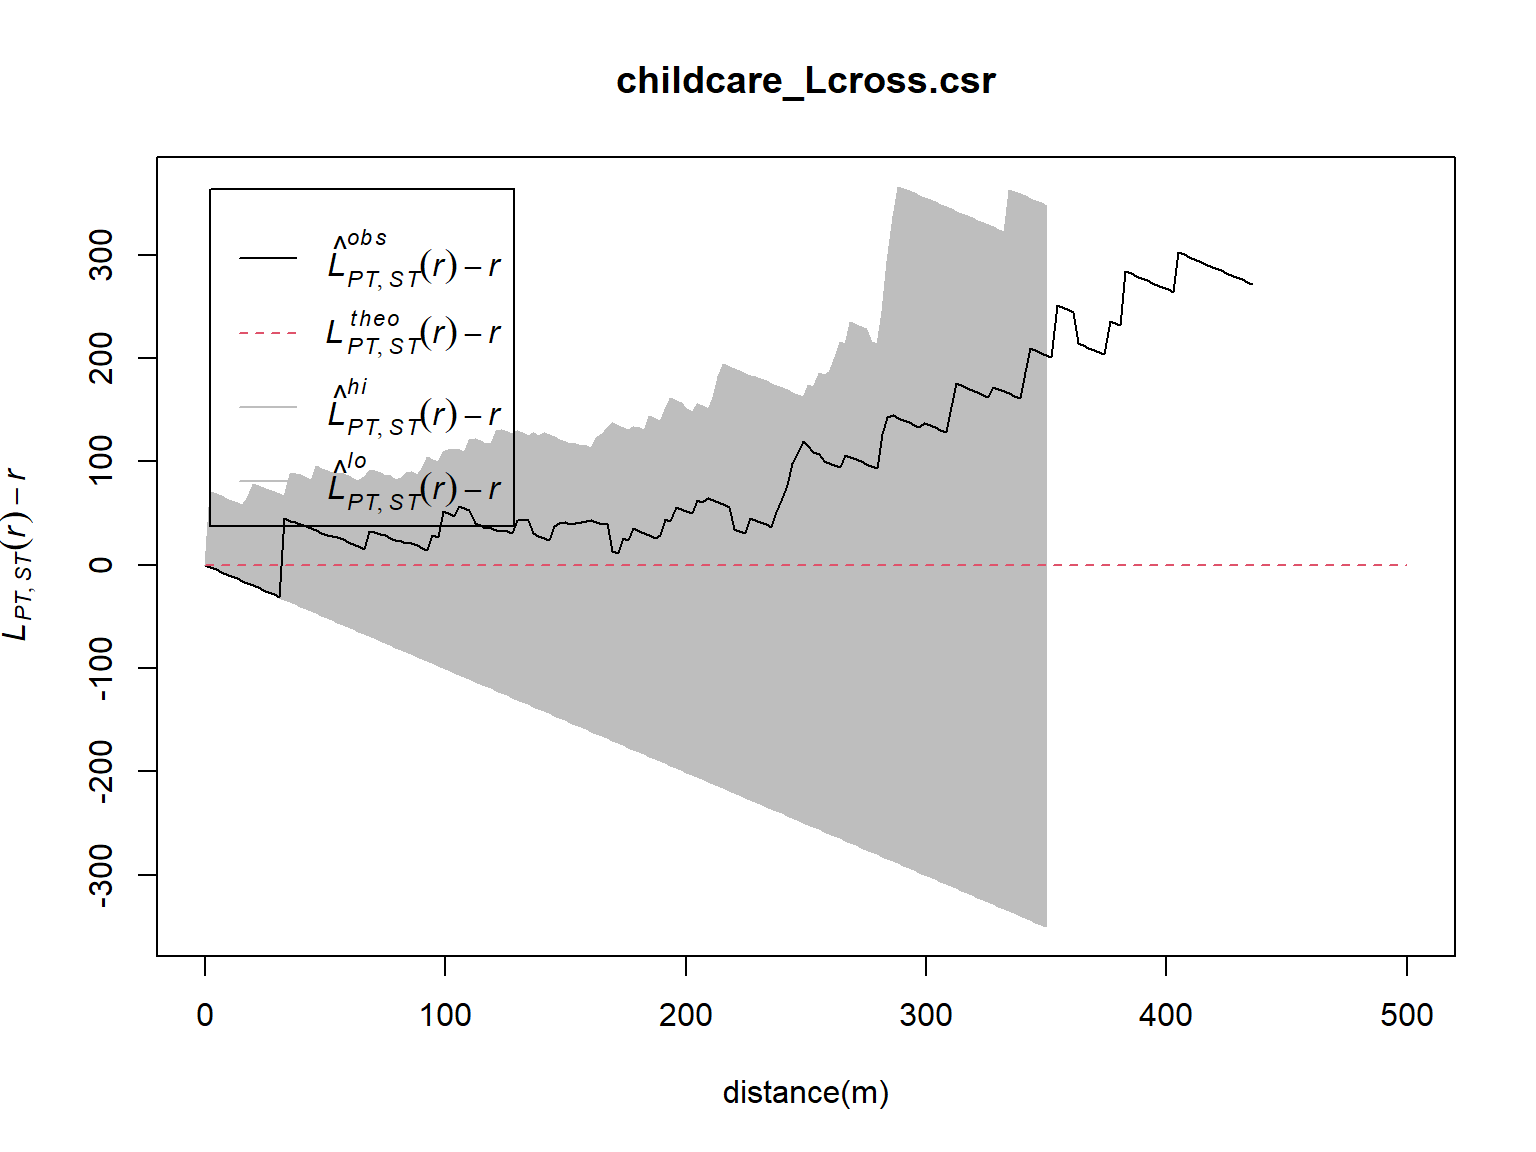 childcare_Lcross.csr
L̂ᵒᵇˢ_PT, ST(r) − r
Lᵗʰᵉᵒ_PT, ST(r) − r
L̂ʰⁱ_PT, ST(r) − r
L̂ˡᵒ_PT, ST(r) − r
L_PT, ST(r) − r
300
200
100
0
-100
-200
-300
0 100 200 300 400 500
distance(m)